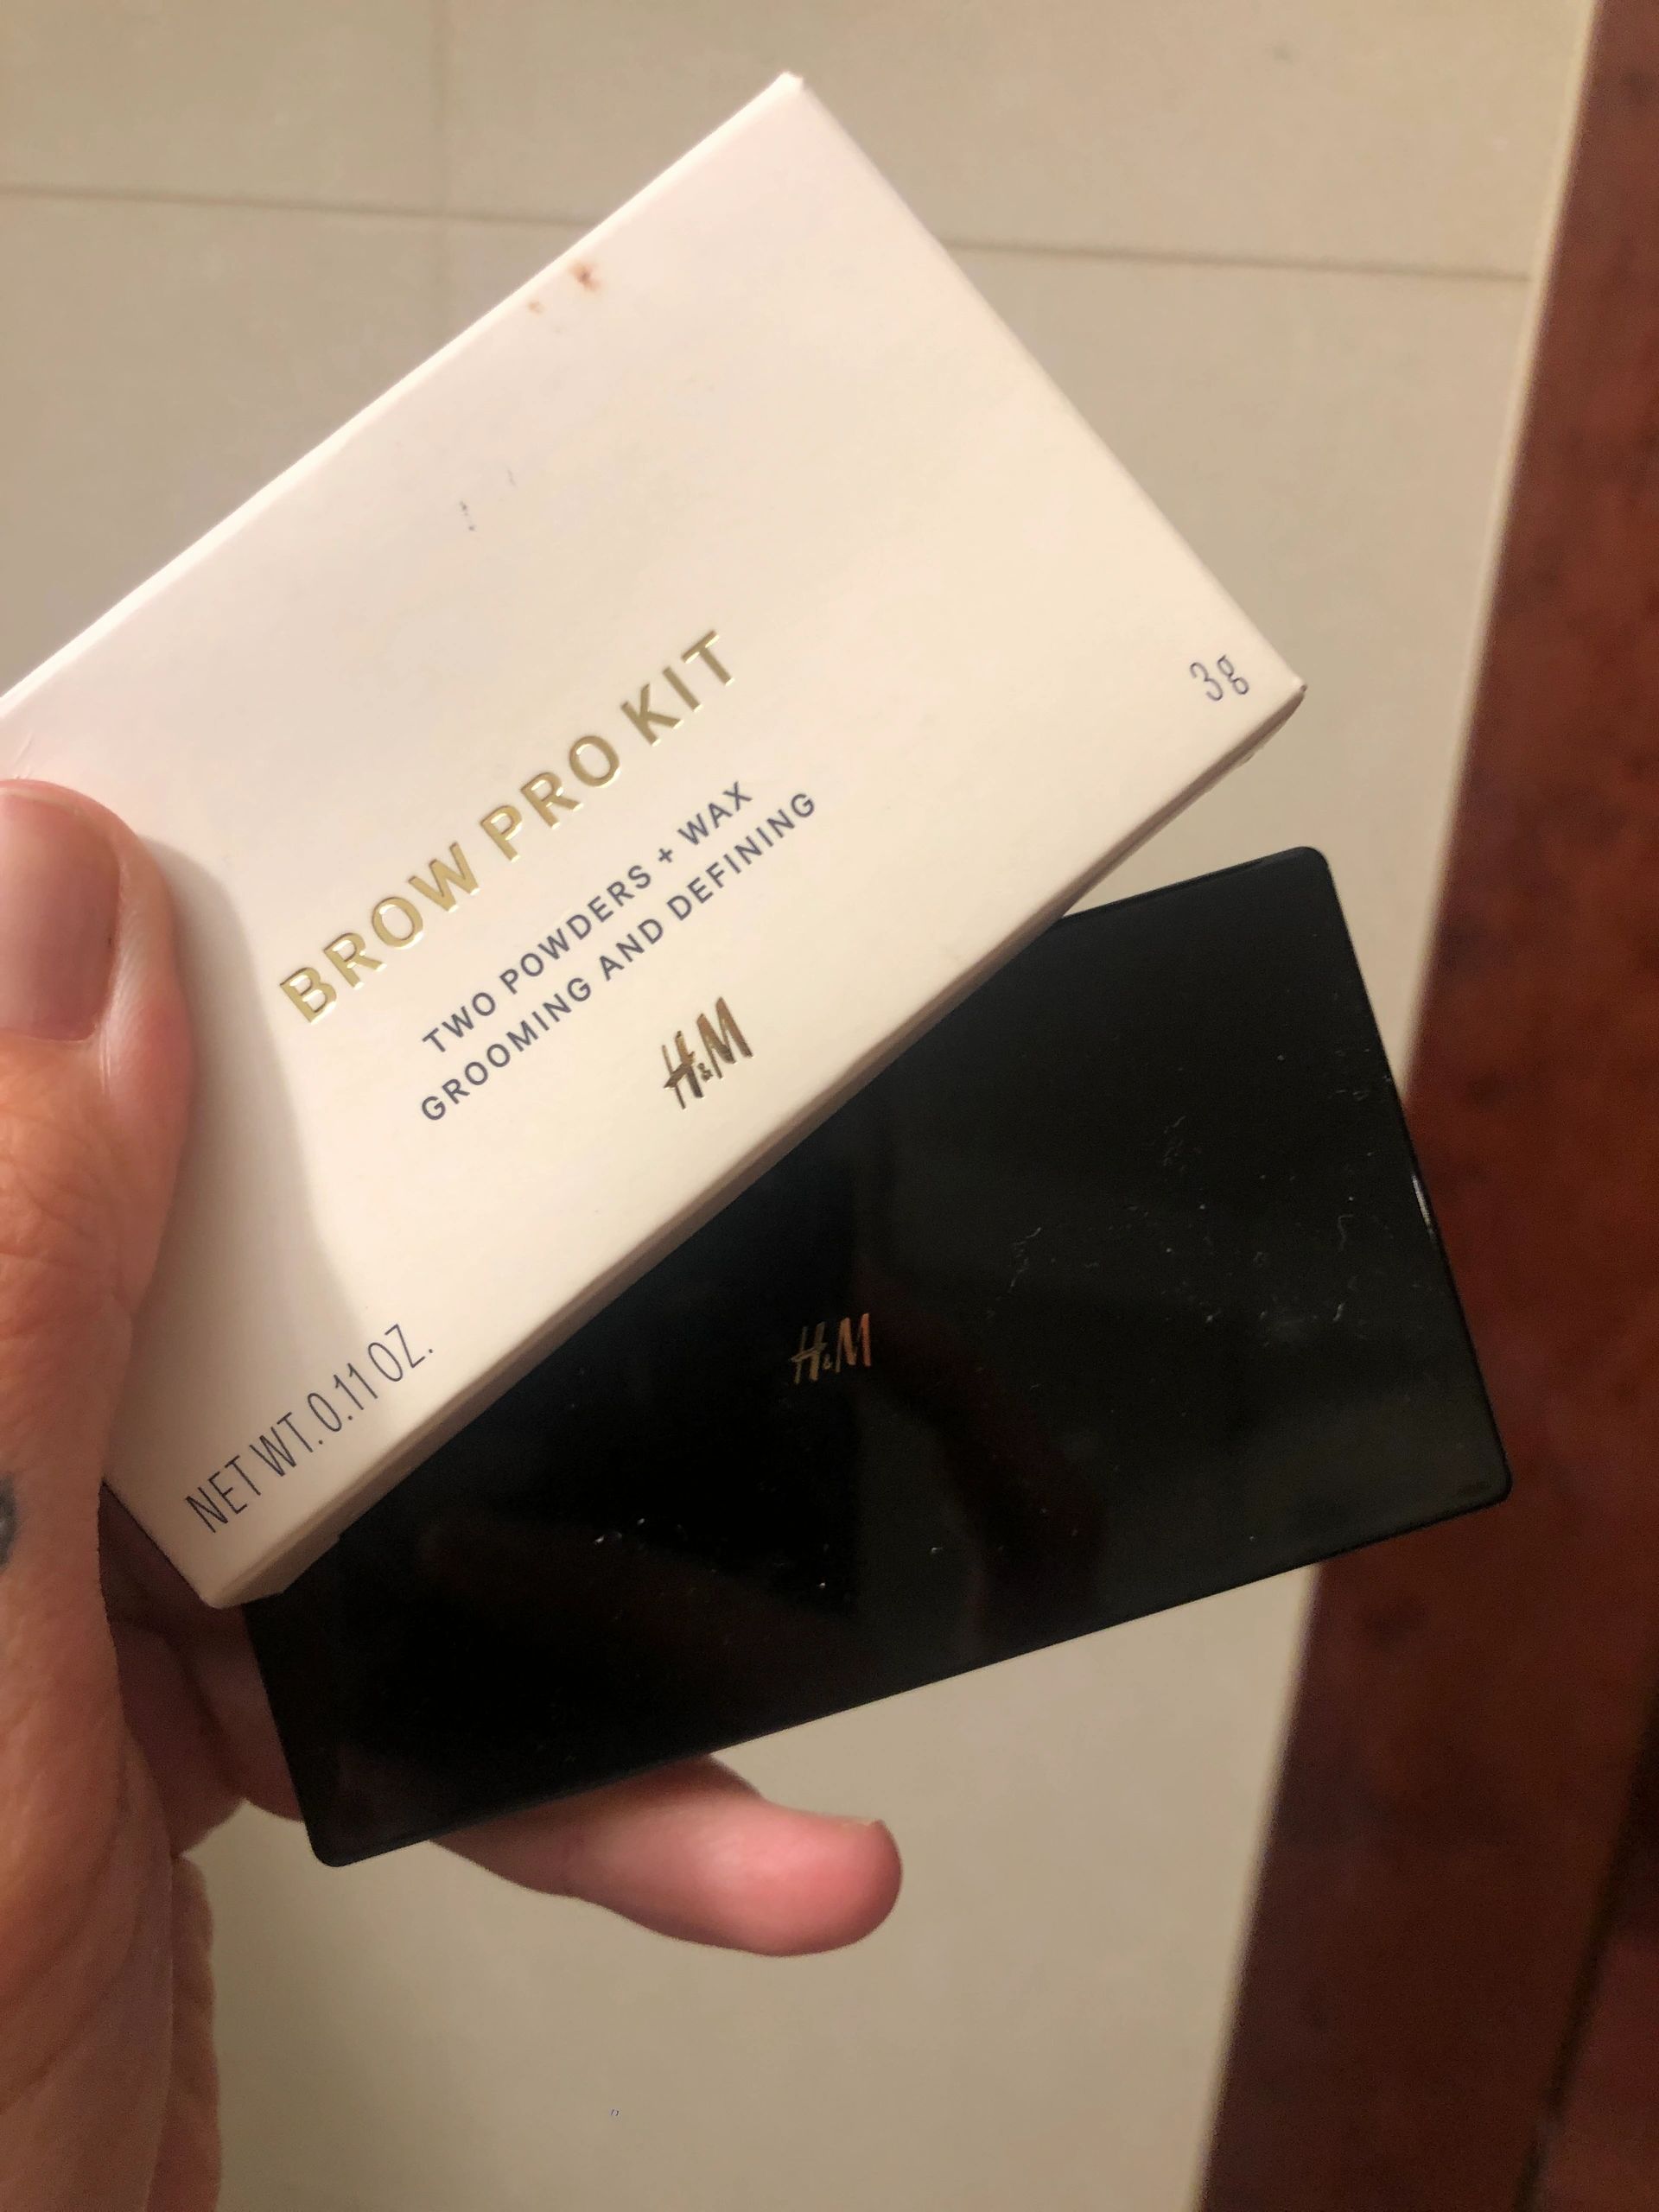 BROW PRO KIT
TWO POWDERS + WAX
GROOMING AND DEFINING
H&M
3g
NET WT. 0.11 OZ.
H&M